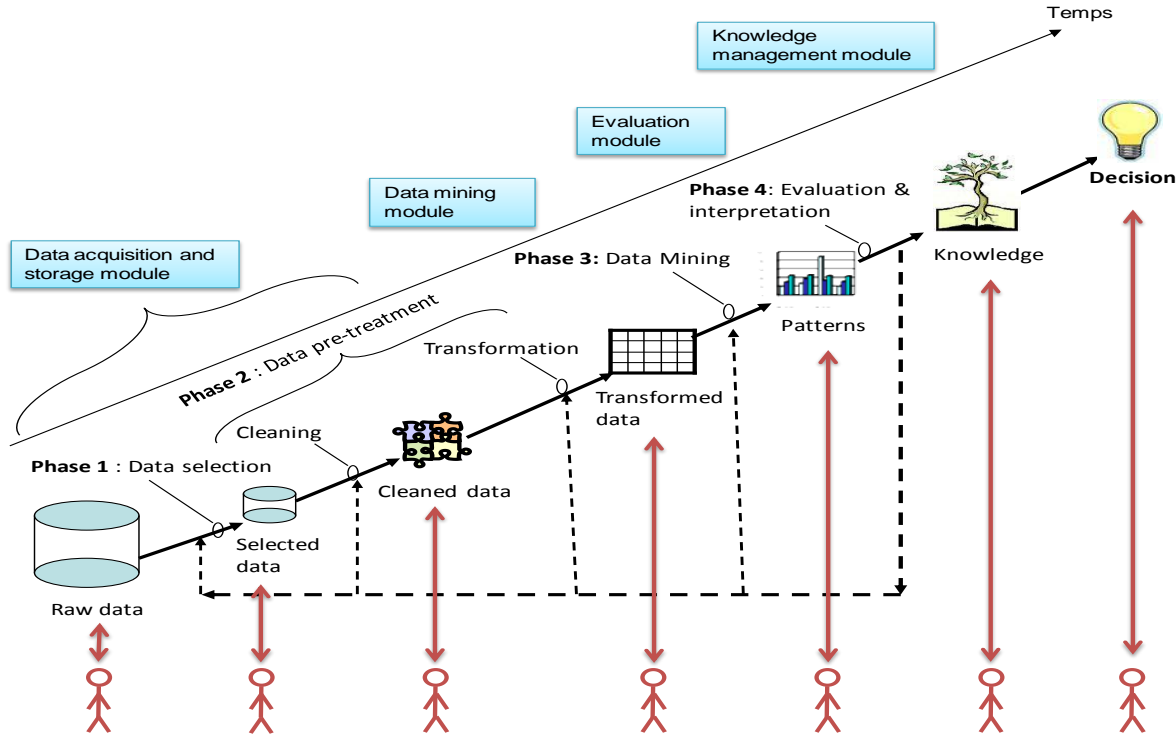 Temps
Knowledge
management module
Evaluation
module
Decision
Data mining
module
Phase 4: Evaluation &
interpretation
Data acquisition and
storage module
Phase 3: Data Mining
Knowledge
Phase 2 : Data pre-treatment
Patterns
Transformation
Transformed
data
Cleaning
Phase 1 : Data selection
Cleaned data
Selected
data
Raw data